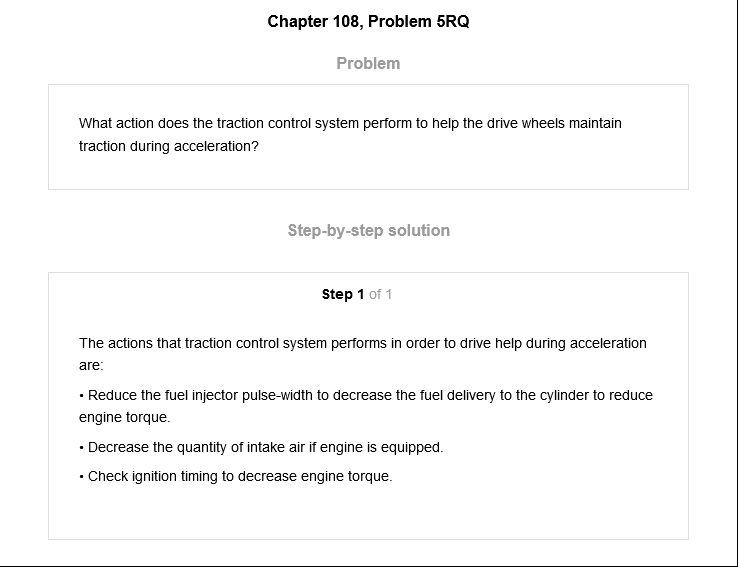 Chapter 108, Problem 5RQ
Problem
What action does the traction control system perform to help the drive wheels maintain
traction during acceleration?
Step-by-step solution
Step 1 of 1
The actions that traction control system performs in order to drive help during acceleration
are:
• Reduce the fuel injector pulse-width to decrease the fuel delivery to the cylinder to reduce
engine torque.
• Decrease the quantity of intake air if engine is equipped.
• Check ignition timing to decrease engine torque.